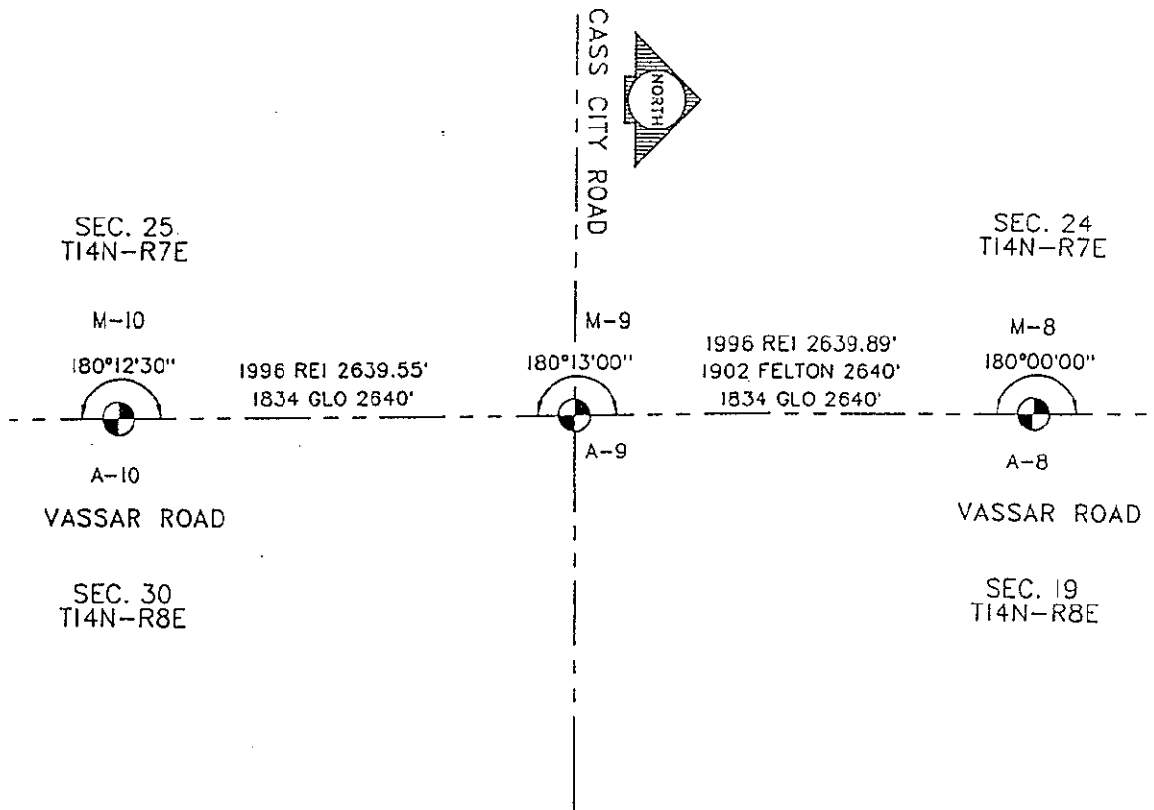 CASS CITY ROAD
NORTH
SEC. 25
T14N-R7E
SEC. 24
T14N-R7E
M-10
180°12'30"
1996 REI 2639.55'
1834 GLO 2640'
M-9
180°13'00"
1996 REI 2639.89'
1902 FELTON 2640'
1834 GLO 2640'
M-8
180°00'00"
A-10
A-9
A-8
VASSAR ROAD
VASSAR ROAD
SEC. 30
T14N-R8E
SEC. 19
T14N-R8E